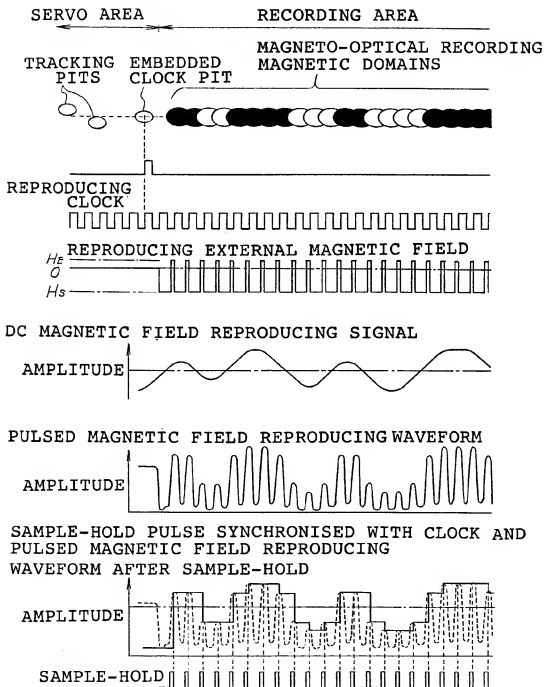 SERVO AREA RECORDING AREA
MAGNETO-OPTICAL RECORDING
MAGNETIC DOMAINS
TRACKING PITS
EMBEDDED CLOCK PIT
REPRODUCING CLOCK
REPRODUCING EXTERNAL MAGNETIC FIELD
HE
0
HS
DC MAGNETIC FIELD REPRODUCING SIGNAL
AMPLITUDE
PULSED MAGNETIC FIELD REPRODUCING WAVEFORM
AMPLITUDE
SAMPLE-HOLD PULSE SYNCHRONISED WITH CLOCK AND
PULSED MAGNETIC FIELD REPRODUCING
WAVEFORM AFTER SAMPLE-HOLD
AMPLITUDE
SAMPLE-HOLD